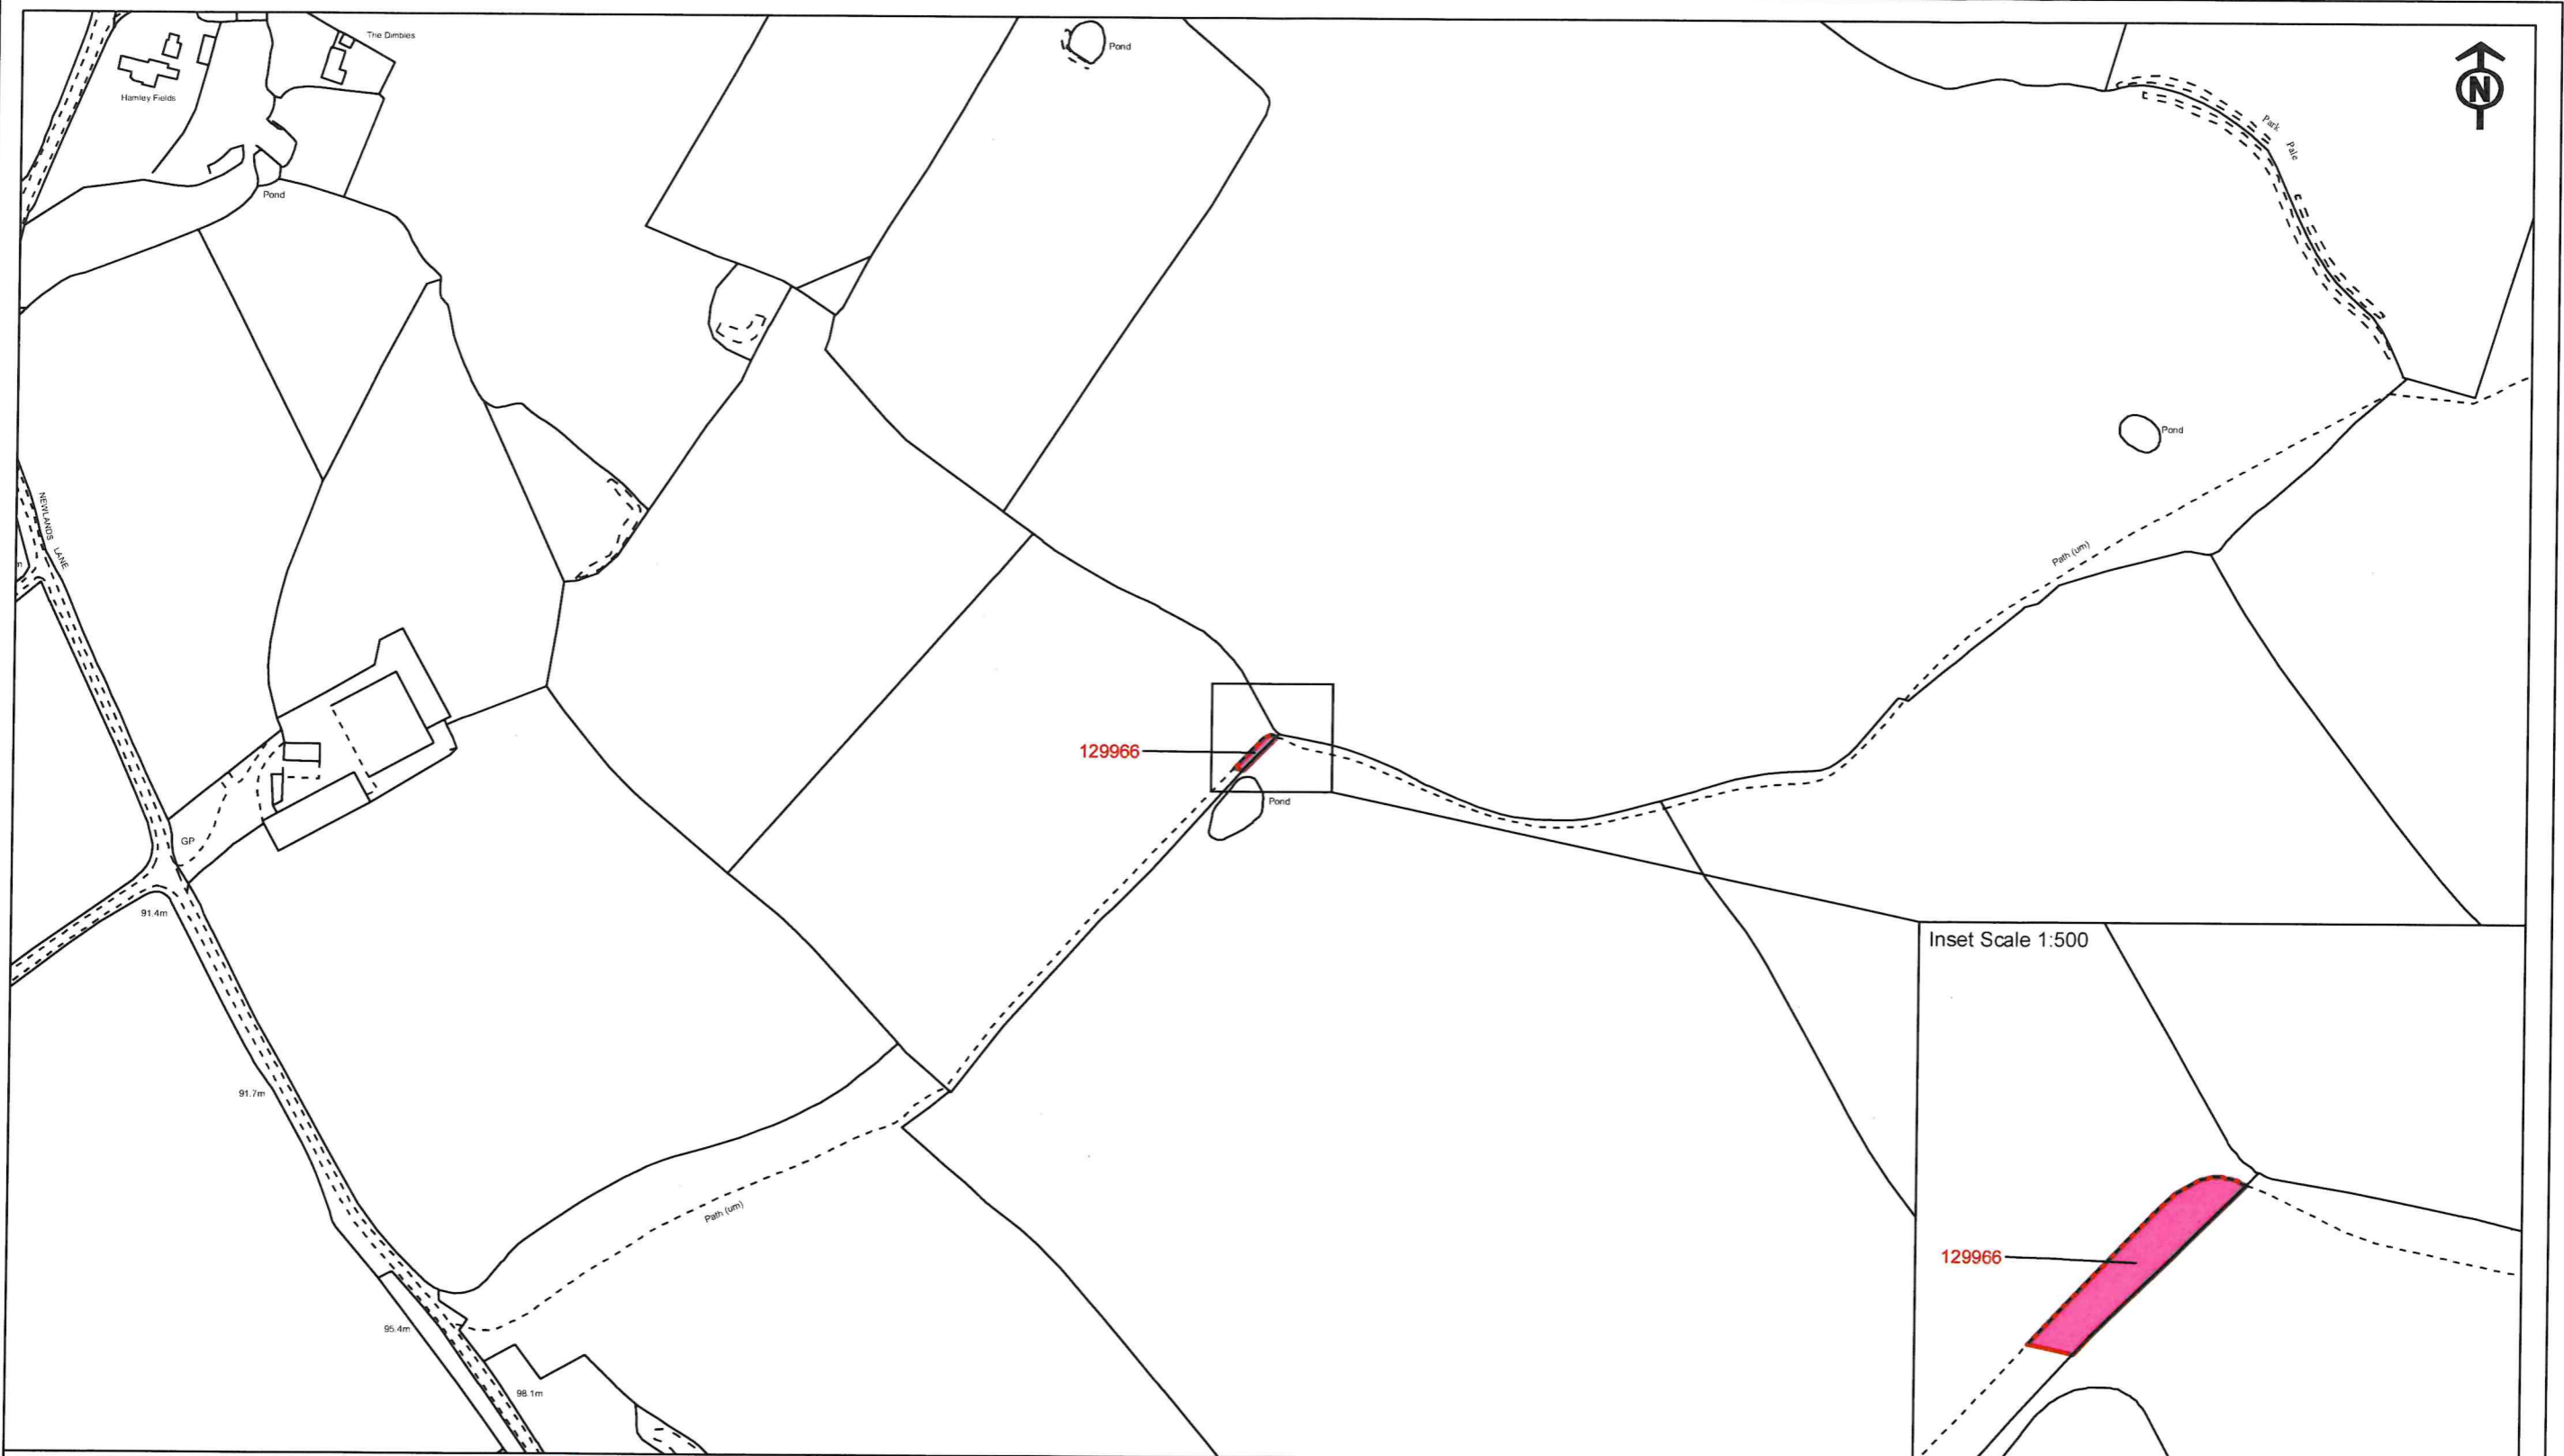 The Dimbles
Pond
N
Hamley Fields
Park
Pale
Pond
Pond
NEWLANDS LANE
Path (um)
129966
Pond
GP
91.4m
Inset Scale 1:500
91.7m
Path (um)
129966
95.4m
98.1m